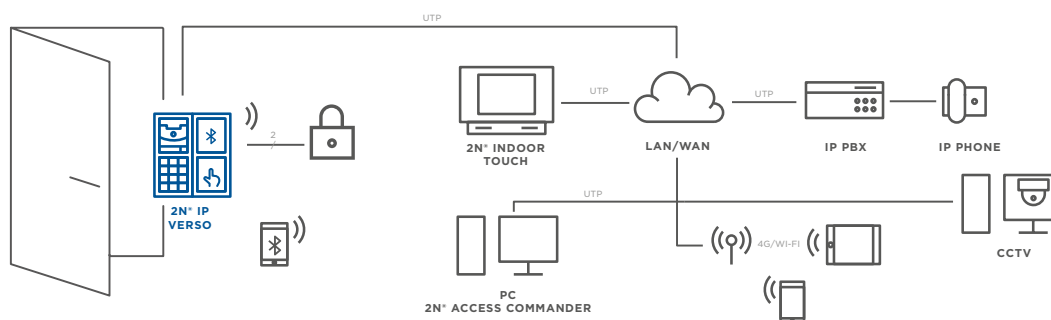 UTP
2
2N° IP
VERSO
UTP
2N° INDOOR
TOUCH
LAN/WAN
UTP
IP PBX
IP PHONE
UTP
4G/WI-FI
PC
2N° ACCESS COMMANDER
CCTV